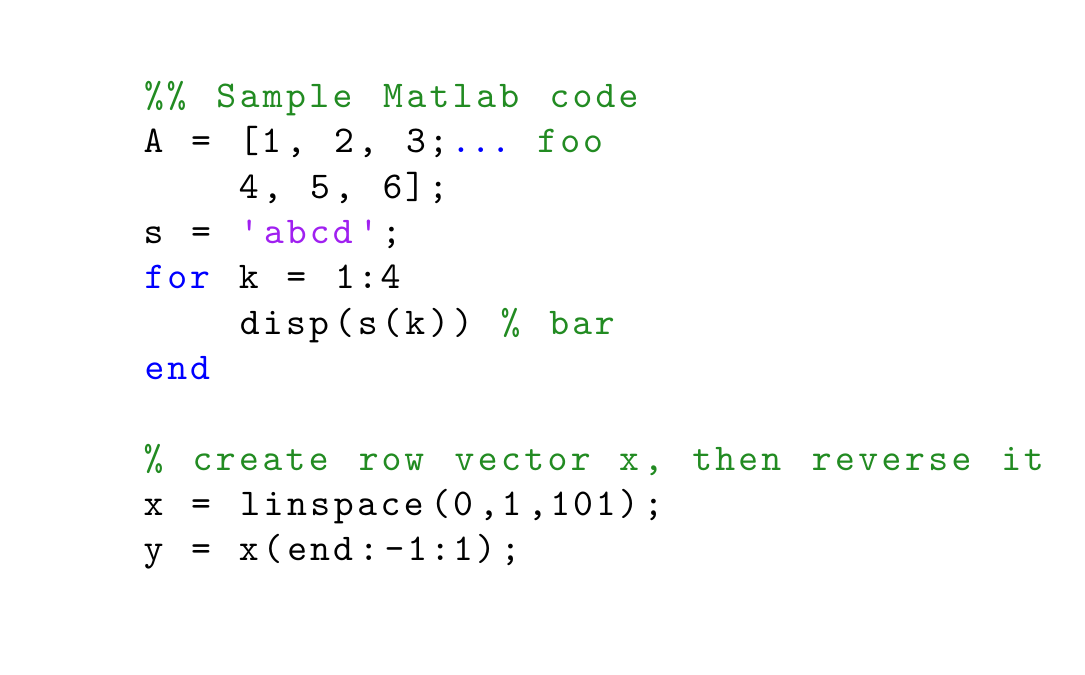 %% Sample Matlab code
A = [1, 2, 3;... foo
    4, 5, 6];
s = 'abcd';
for k = 1:4
    disp(s(k)) % bar
end

% create row vector x, then reverse it
x = linspace(0,1,101);
y = x(end:-1:1);